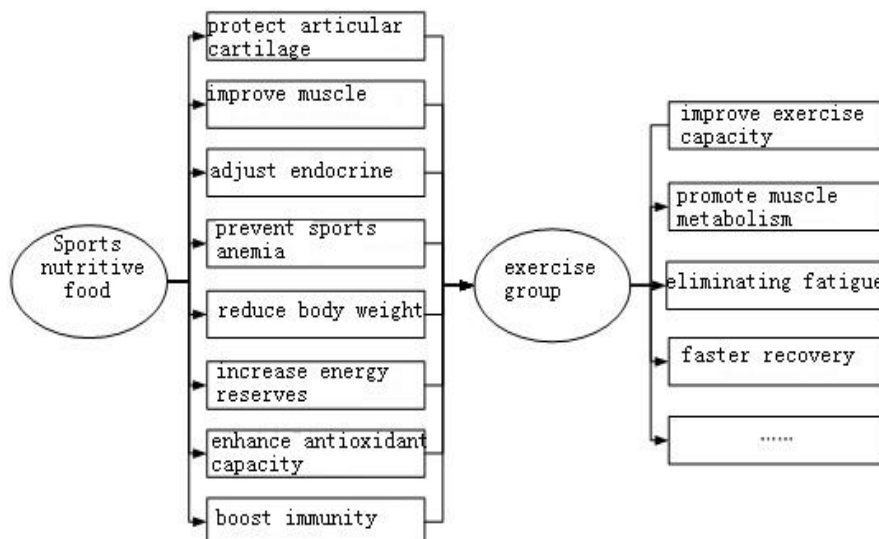 Sports
nutritive
food
protect articular
cartilage
improve muscle
adjust endocrine
prevent sports
anemia
reduce body weight
increase energy
reserves
enhance antioxidant
capacity
boost immunity
exercise
group
improve exercise
capacity
promote muscle
metabolism
eliminating fatigue
faster recovery
……